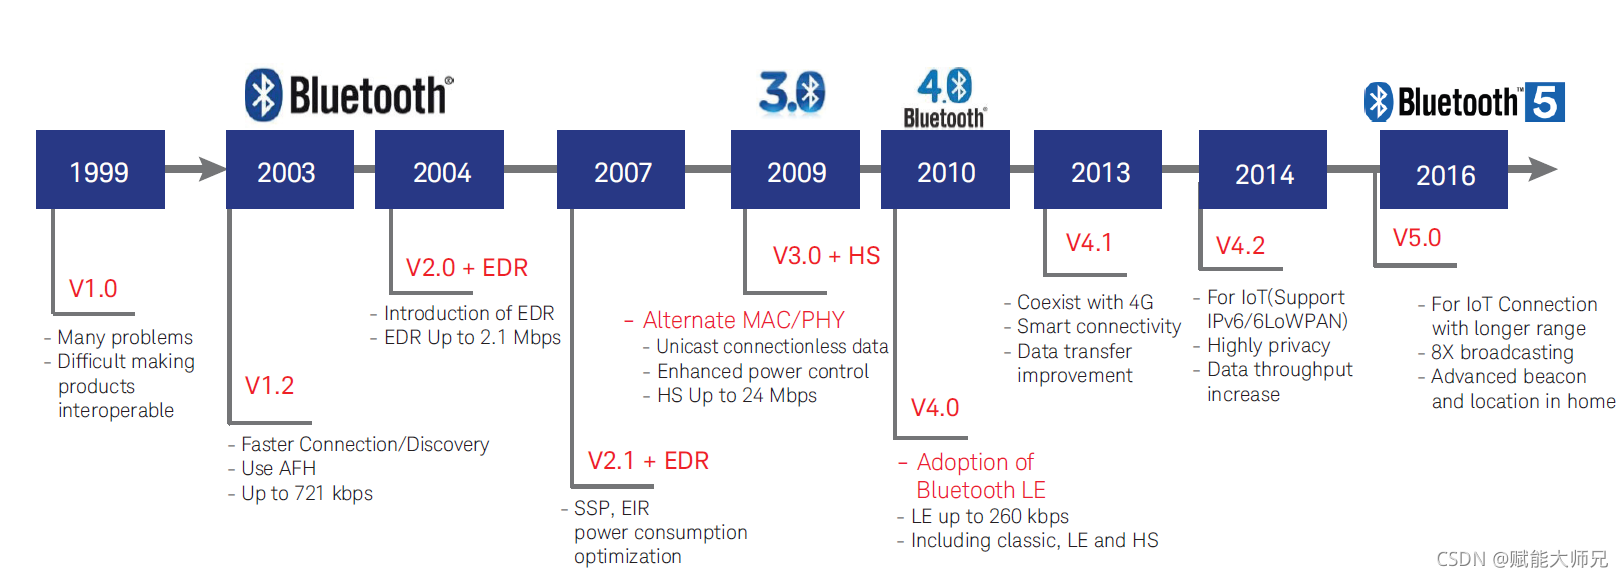 Bluetooth®
3.0
4.0
Bluetooth®
Bluetooth™ 5
1999
2003
2004
2007
2009
2010
2013
2014
2016
V1.0
- Many problems
- Difficult making
products
interoperable
V1.2
- Faster Connection/Discovery
- Use AFH
- Up to 721 kbps
V2.0 + EDR
- Introduction of EDR
- EDR Up to 2.1 Mbps
V2.1 + EDR
- SSP, EIR
power consumption
optimization
V3.0 + HS
- Alternate MAC/PHY
- Unicast connectionless data
- Enhanced power control
- HS Up to 24 Mbps
V4.0
- Adoption of
Bluetooth LE
- LE up to 260 kbps
- Including classic, LE and HS
V4.1
- Coexist with 4G
- Smart connectivity
- Data transfer
improvement
V4.2
- For IoT(Support
IPv6/6LoWPAN)
- Highly privacy
- Data throughput
increase
V5.0
- For IoT Connection
with longer range
- 8X broadcasting
- Advanced beacon
and location in home
CSDN @赋能大师兄